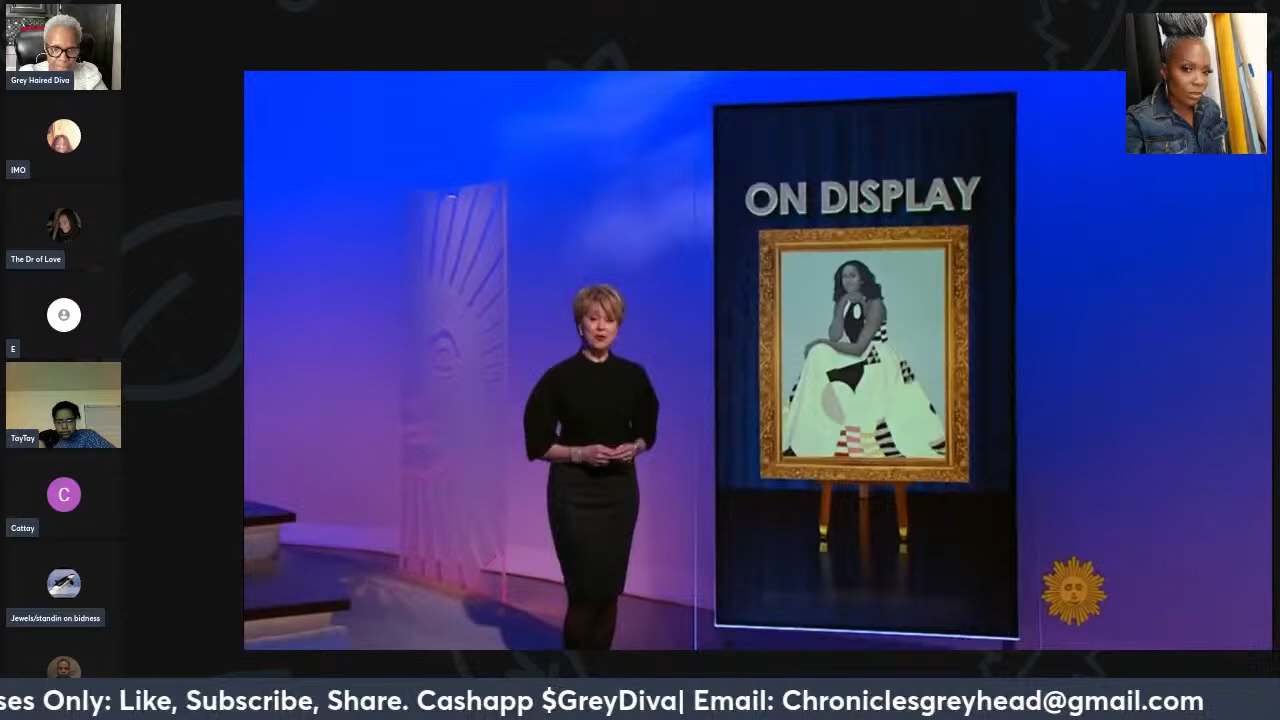 Grey Haired Diva
IMO
The Dr of Love
E
TayTay
C
Cattay
Jewels/standin on bidness
ON DISPLAY
ses Only: Like, Subscribe, Share. Cashapp $GreyDiva| Email: Chroniclesgreyhead@gmail.com